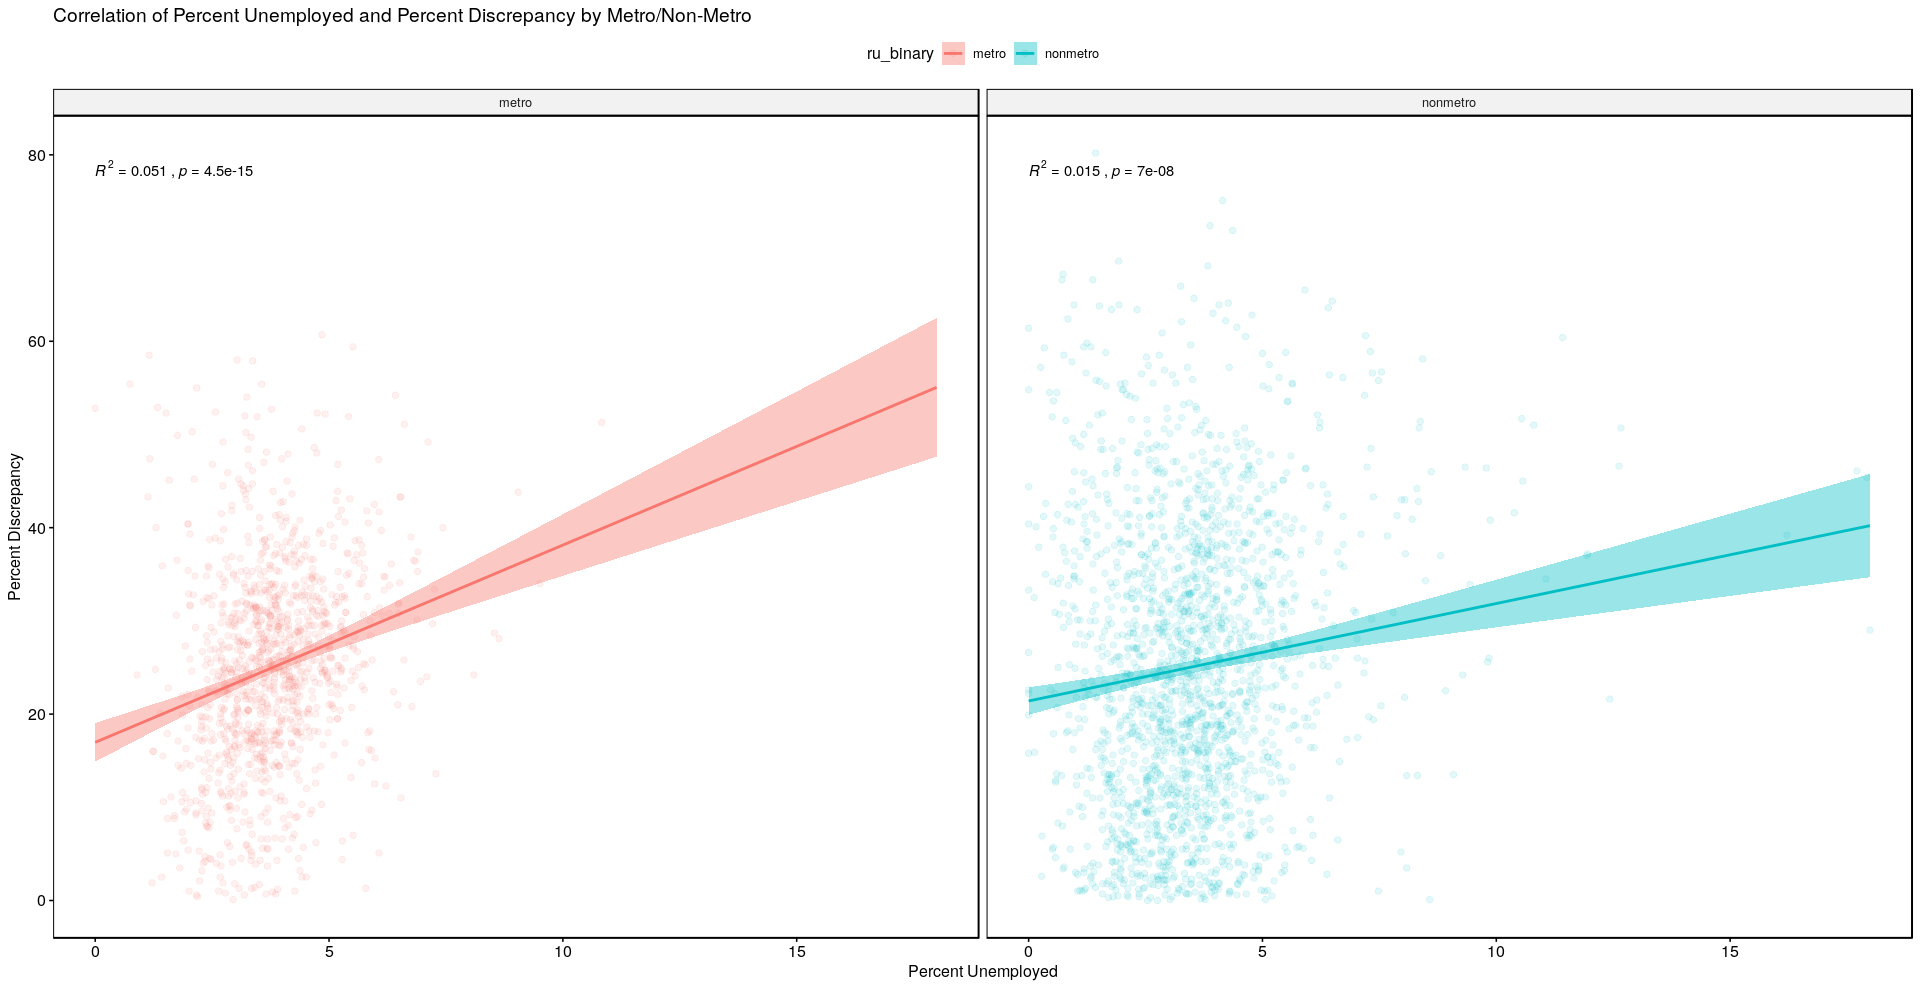 Correlation of Percent Unemployed and Percent Discrepancy by Metro/Non-Metro
ru_binary metro nonmetro
metro nonmetro
R² = 0.051 , p = 4.5e-15
R² = 0.015 , p = 7e-08
Percent Discrepancy
80
60
40
20
0
0 5 10 15 0 5 10 15
Percent Unemployed